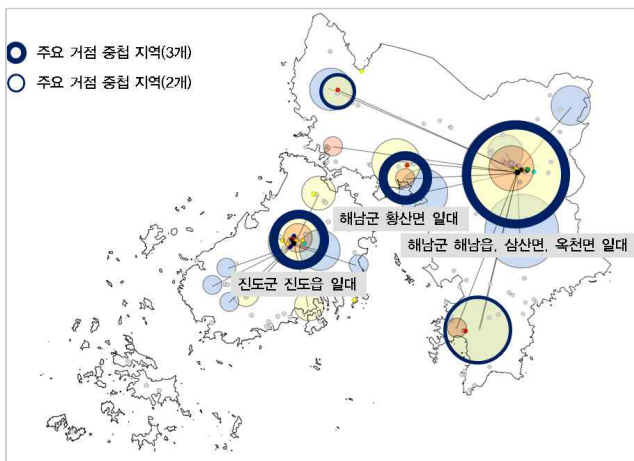 주요 거점 중첩 지역(3개)
주요 거점 중첩 지역(2개)
해남군 황산면 일대
해남군 해남읍, 삼산면, 옥천면 일대
진도군 진도읍 일대